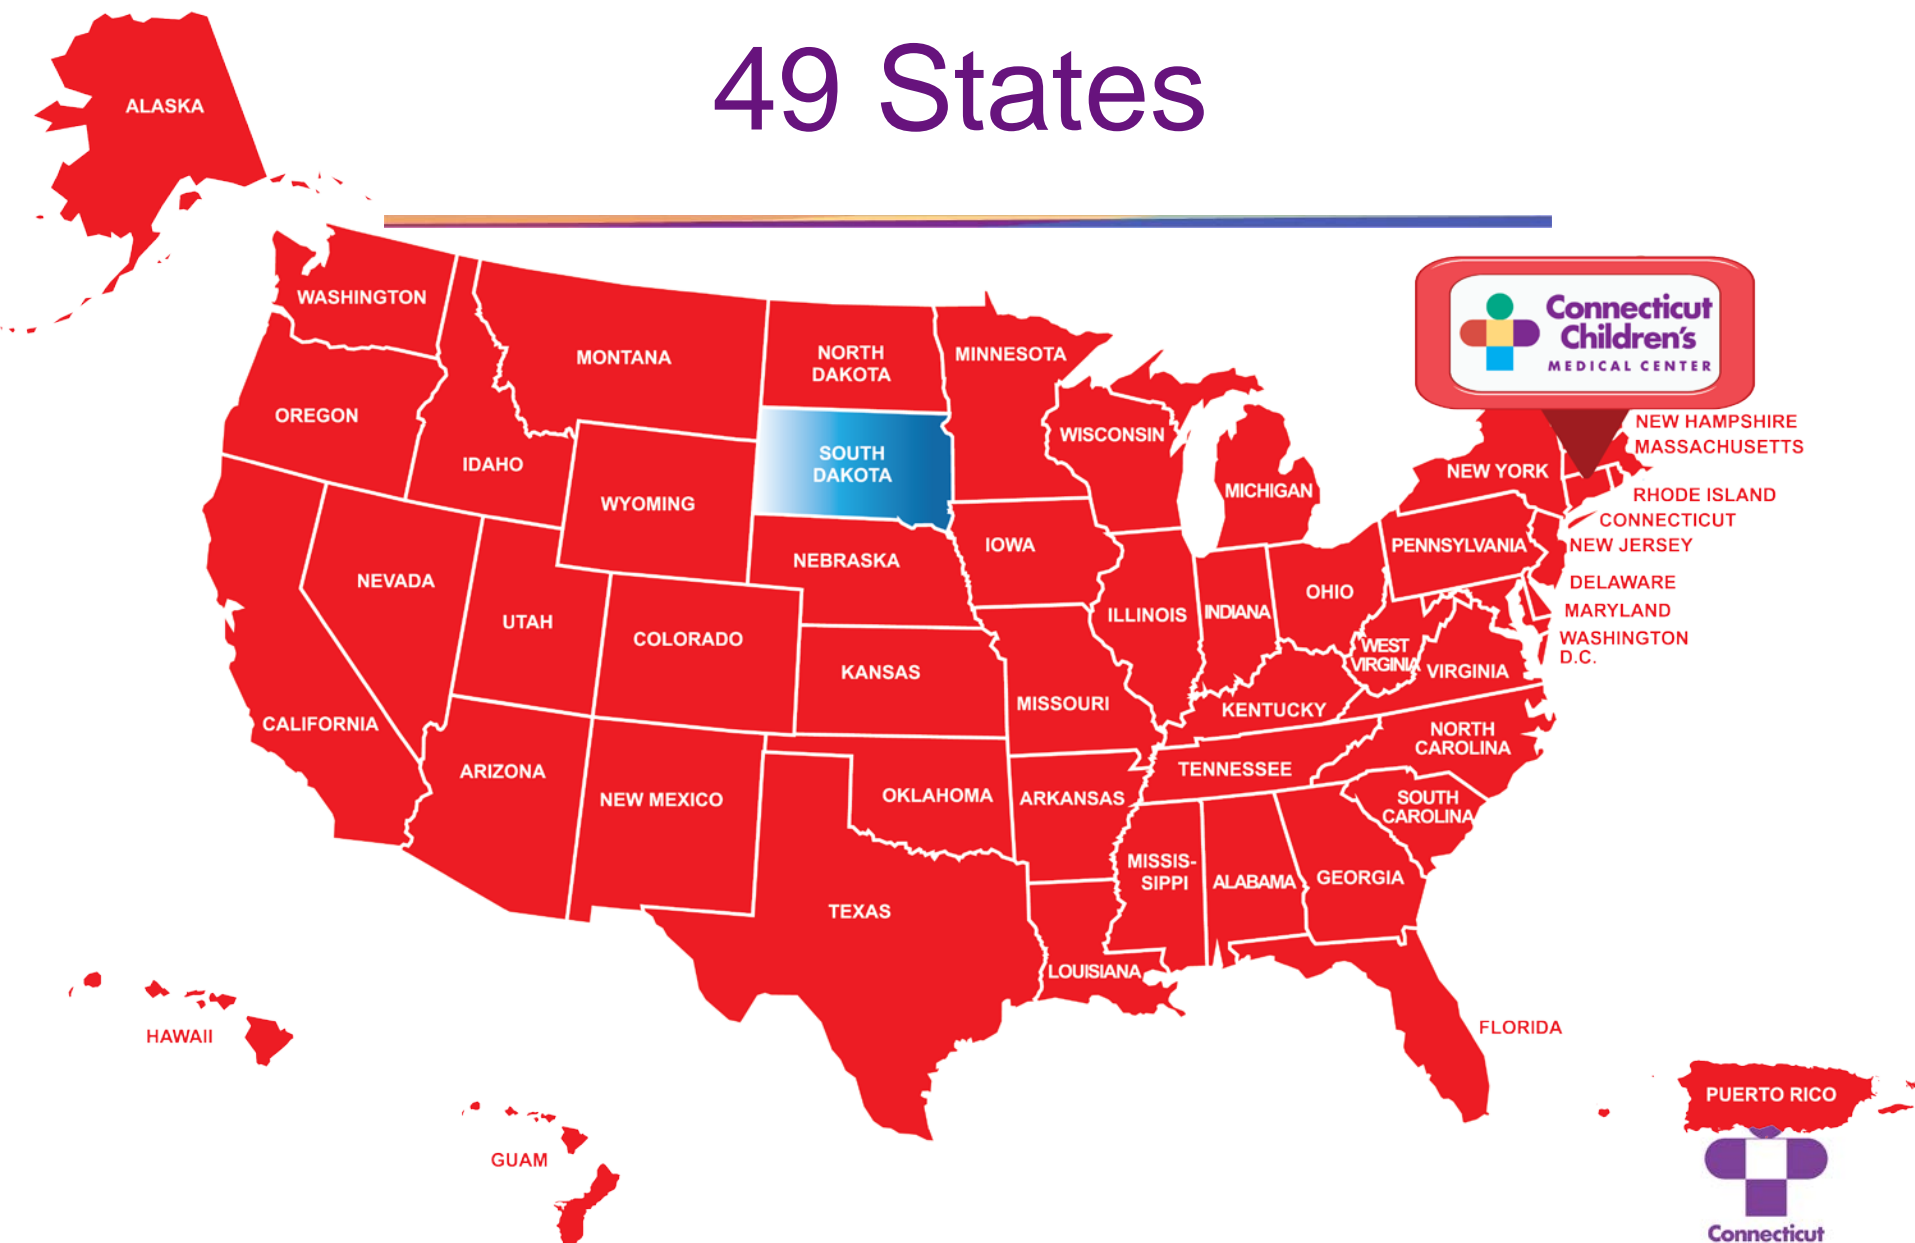 49 States
ALASKA
WASHINGTON
MONTANA
NORTH
DAKOTA
MINNESOTA
Connecticut
Children's
MEDICAL CENTER
OREGON
IDAHO
WYOMING
SOUTH
DAKOTA
WISCONSIN
MICHIGAN
NEW YORK
NEW HAMPSHIRE
MASSACHUSETTS
RHODE ISLAND
CONNECTICUT
NEW JERSEY
PENNSYLVANIA
DELAWARE
MARYLAND
WASHINGTON
D.C.
NEVADA
UTAH
COLORADO
NEBRASKA
IOWA
ILLINOIS
INDIANA
OHIO
WEST
VIRGINIA
VIRGINIA
CALIFORNIA
KANSAS
MISSOURI
KENTUCKY
NORTH
CAROLINA
ARIZONA
NEW MEXICO
OKLAHOMA
ARKANSAS
TENNESSEE
SOUTH
CAROLINA
TEXAS
MISSIS-
SIPPI
ALABAMA
GEORGIA
LOUISIANA
FLORIDA
HAWAII
GUAM
PUERTO RICO
Connecticut